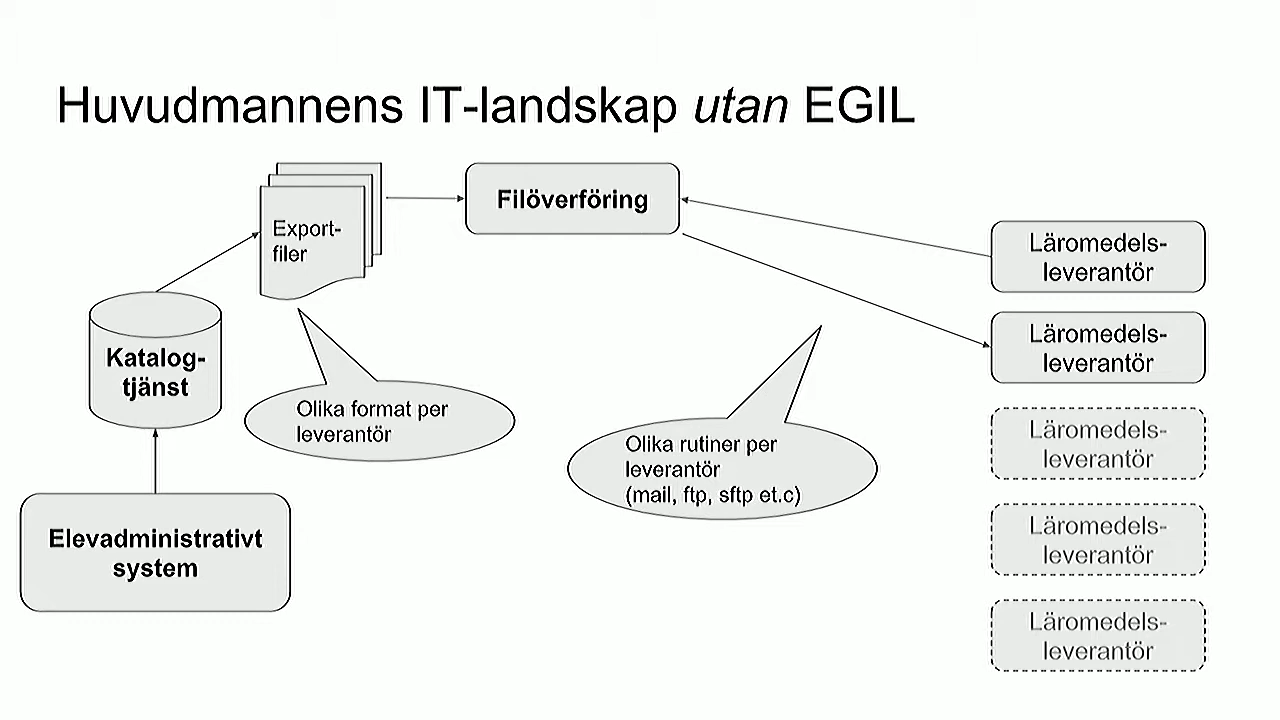 Huvudmannens IT-landskap utan EGIL
Export-
filer
Filöverföring
Läromedels-
leverantör
Läromedels-
leverantör
Katalog-
tjänst
Olika format per
leverantör
Olika rutiner per
leverantör
(mail, ftp, sftp et.c)
Läromedels-
leverantör
Elevadministrativt
system
Läromedels-
leverantör
Läromedels-
leverantör